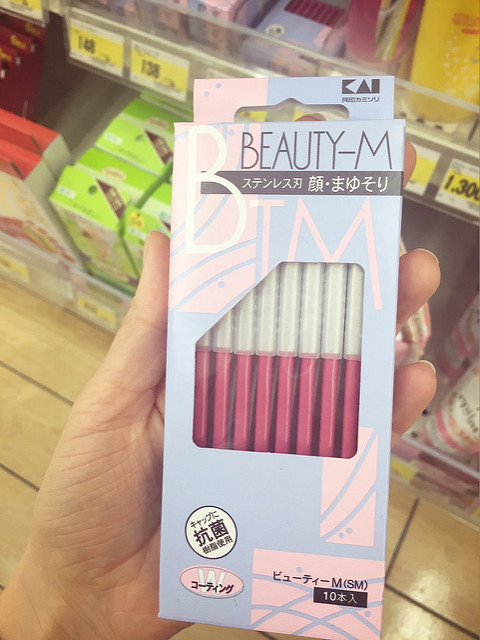 148
138
KAI
貝印カミソリ
BEAUTY-M
ステンレス刃 顔・まゆそり
BTM
1.300
キャップに
抗菌
樹脂使用
W
コーティング
ビューティーM(SM)
10本入